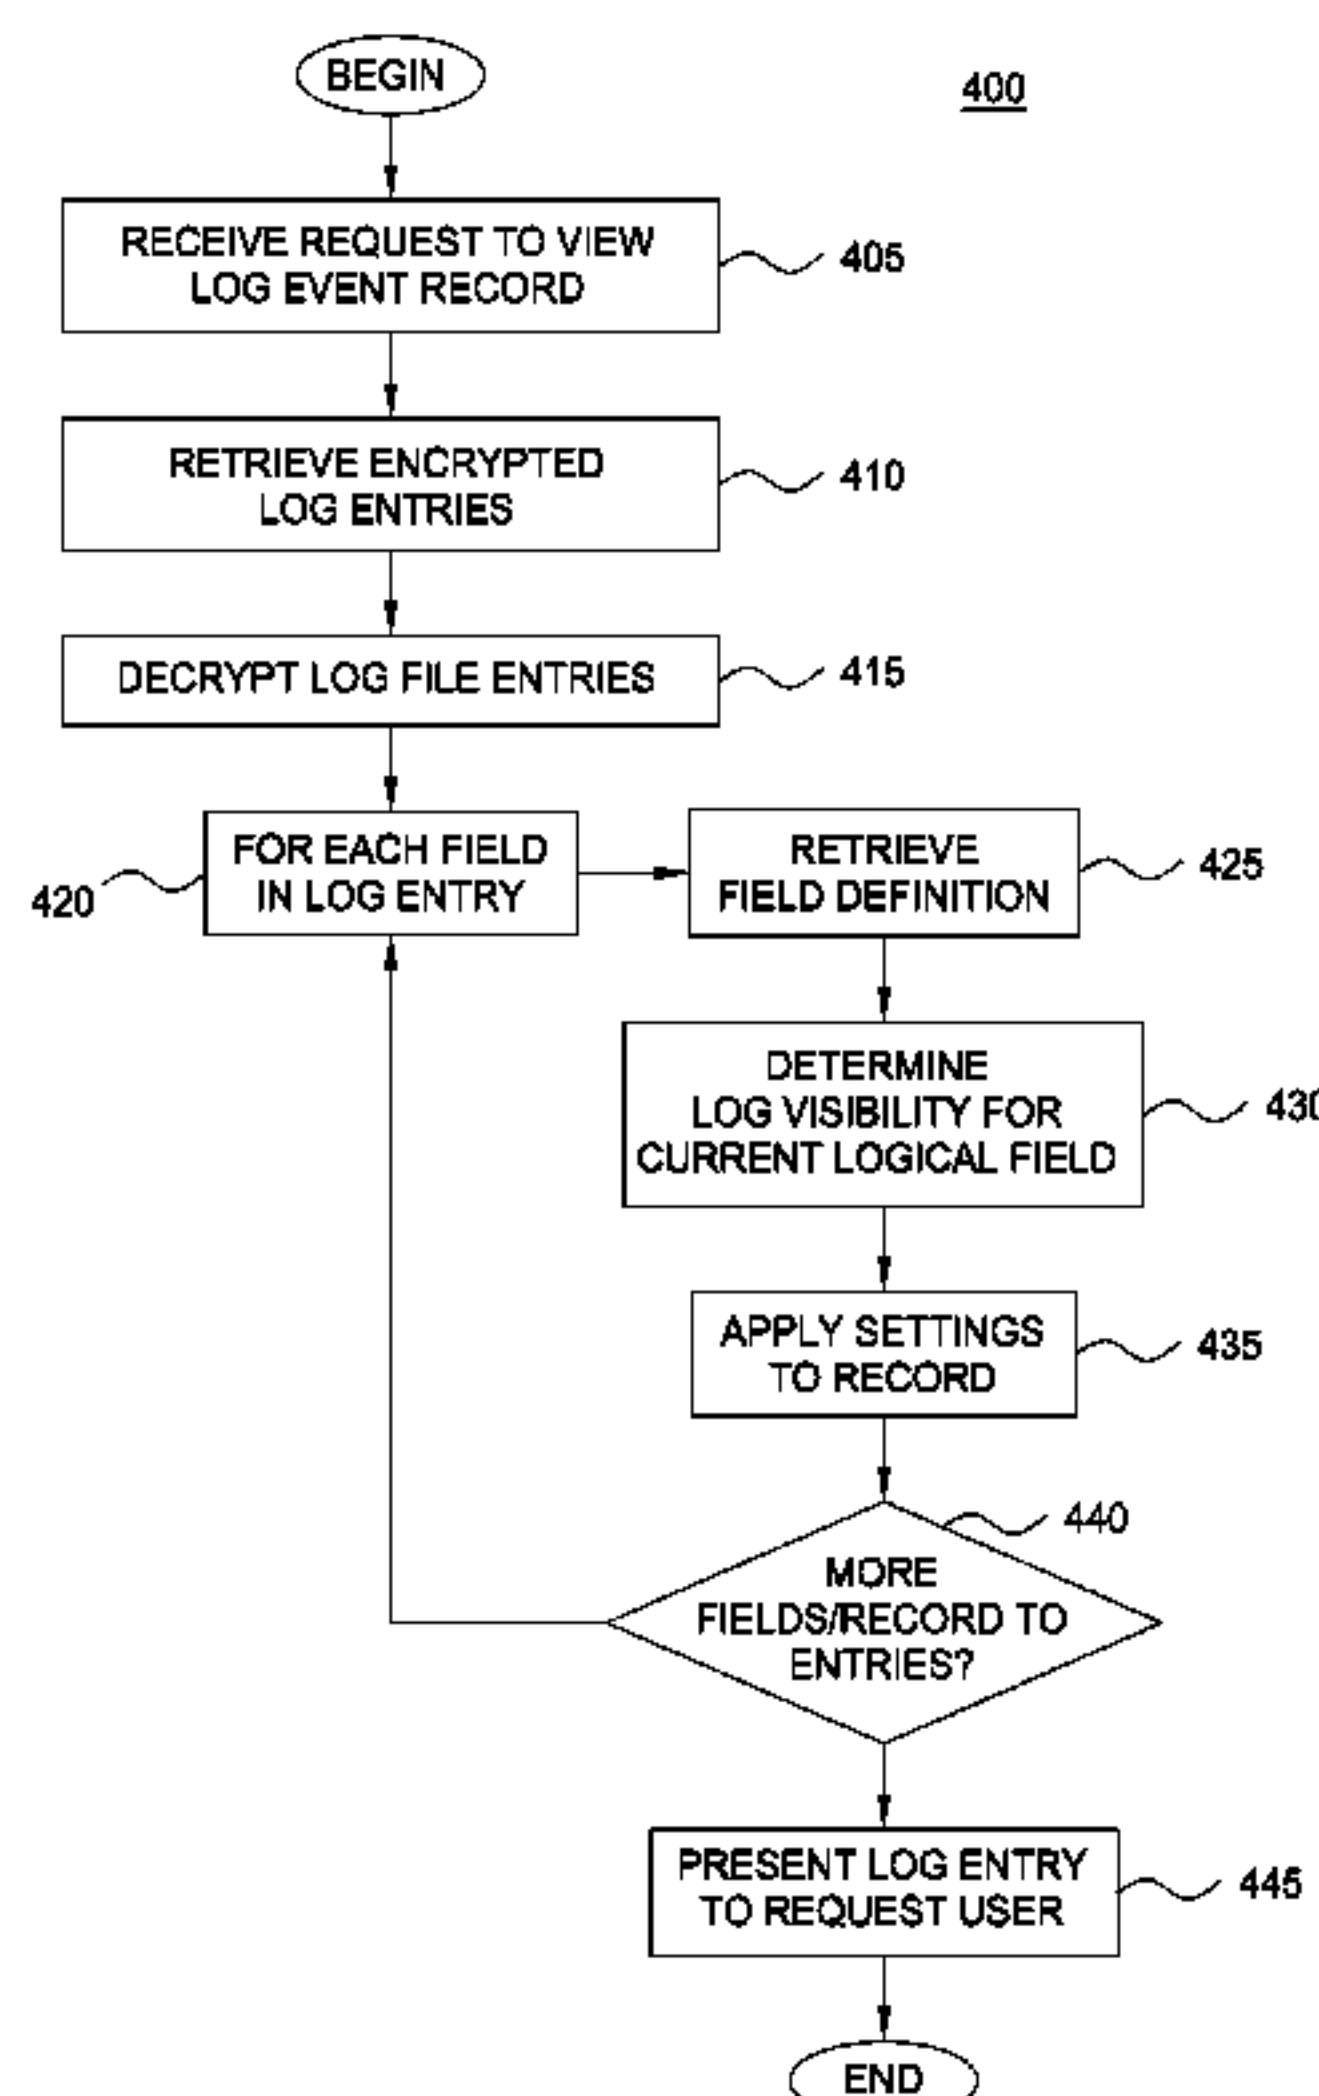 BEGIN
400
RECEIVE REQUEST TO VIEW
LOG EVENT RECORD
405
RETRIEVE ENCRYPTED
LOG ENTRIES
410
DECRYPT LOG FILE ENTRIES
415
FOR EACH FIELD
IN LOG ENTRY
420
RETRIEVE
FIELD DEFINITION
425
DETERMINE
LOG VISIBILITY FOR
CURRENT LOGICAL FIELD
430
APPLY SETTINGS
TO RECORD
435
440
MORE
FIELDS/RECORD TO
ENTRIES?
PRESENT LOG ENTRY
TO REQUEST USER
445
END